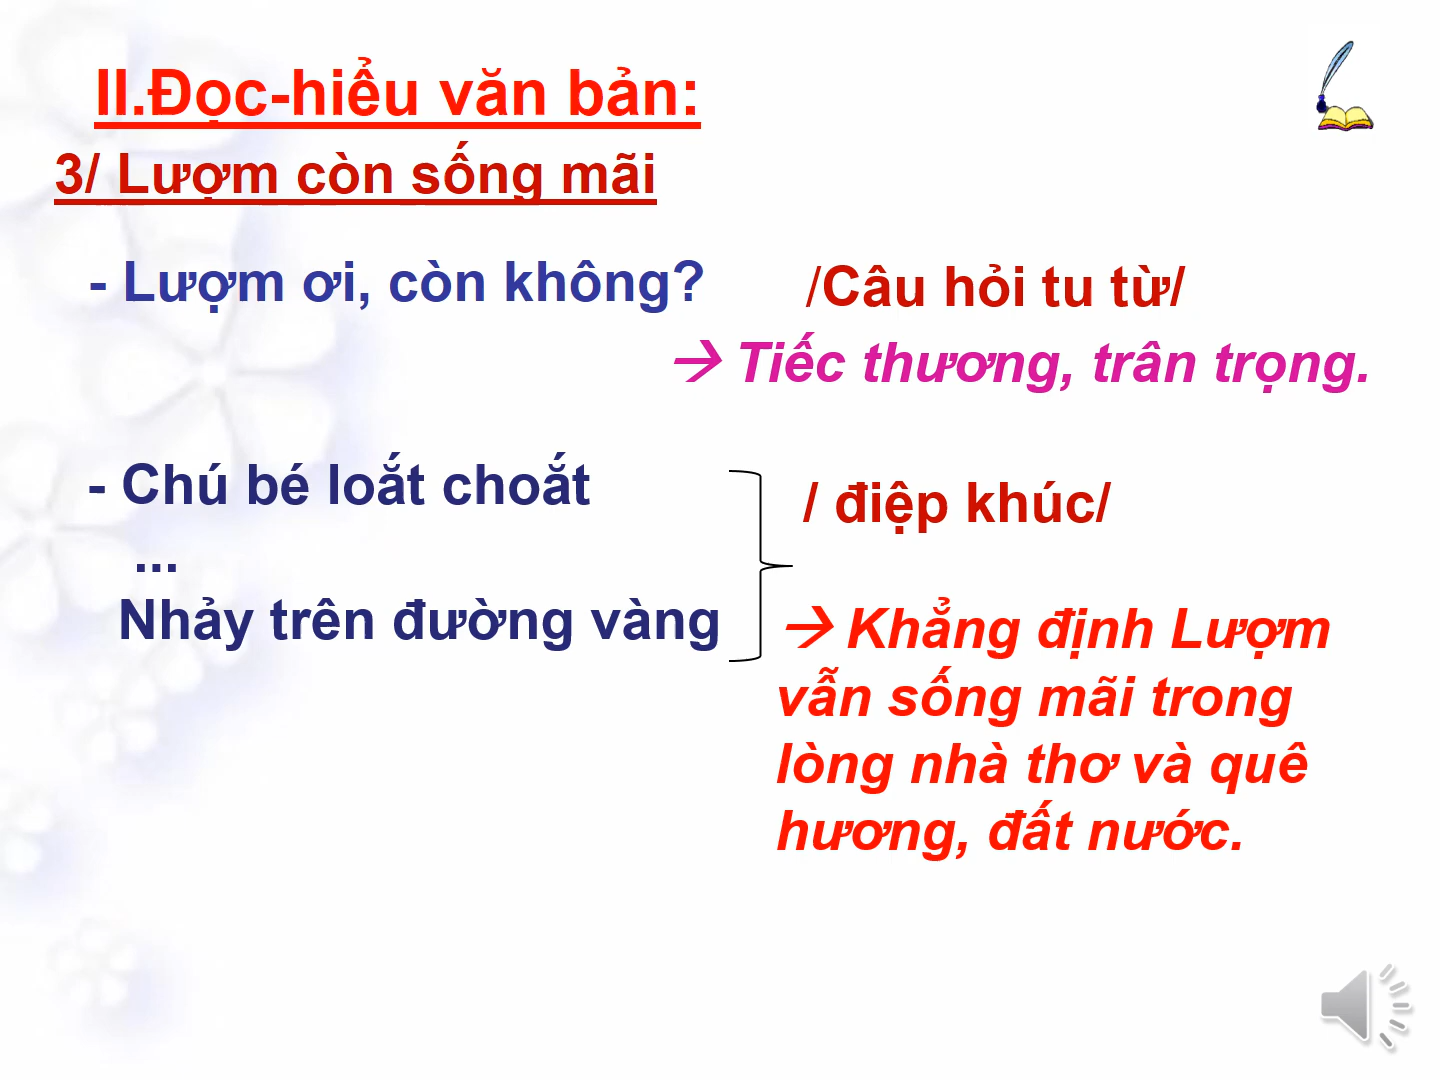 II.Đọc-hiểu văn bản:
3/ Lượm còn sống mãi
- Lượm ơi, còn không?
/Câu hỏi tu từ/
→ Tiếc thương, trân trọng.
- Chú bé loắt choắt
...
Nhảy trên đường vàng
/ điệp khúc/
→ Khẳng định Lượm
vẫn sống mãi trong
lòng nhà thơ và quê
hương, đất nước.